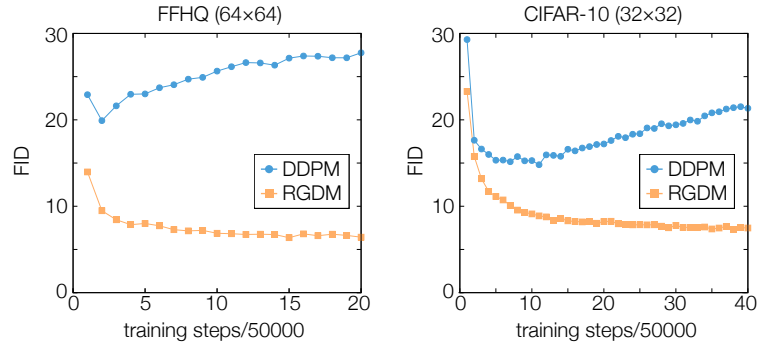 FFHQ (64×64)
30
20
10
0
FID
DDPM
RGDM
0 5 10 15 20
training steps/50000
CIFAR-10 (32×32)
30
20
10
0
FID
DDPM
RGDM
0 10 20 30 40
training steps/50000